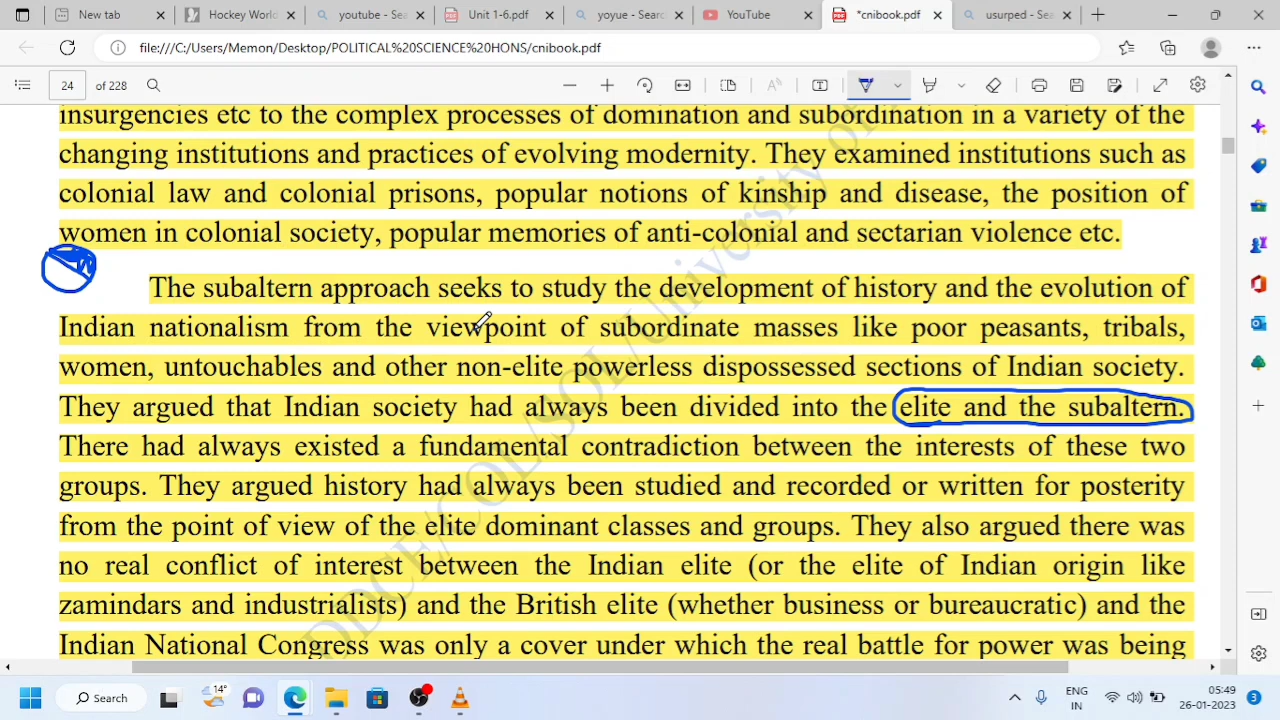 New tab
Hockey World
youtube - Sea
Unit 1-6.pdf
yoyue - Search
YouTube
*cnibook.pdf
usurped - Sea
file:///C:/Users/Memon/Desktop/POLITICAL%20SCIENCE%20HONS/cnibook.pdf
24 of 228
insurgencies etc to the complex processes of domination and subordination in a variety of the
changing institutions and practices of evolving modernity. They examined institutions such as
colonial law and colonial prisons, popular notions of kinship and disease, the position of
women in colonial society, popular memories of anti-colonial and sectarian violence etc.
The subaltern approach seeks to study the development of history and the evolution of
Indian nationalism from the viewpoint of subordinate masses like poor peasants, tribals,
women, untouchables and other non-elite powerless dispossessed sections of Indian society.
They argued that Indian society had always been divided into the elite and the subaltern.
There had always existed a fundamental contradiction between the interests of these two
groups. They argued history had always been studied and recorded or written for posterity
from the point of view of the elite dominant classes and groups. They also argued there was
no real conflict of interest between the Indian elite (or the elite of Indian origin like
zamindars and industrialists) and the British elite (whether business or bureaucratic) and the
Indian National Congress was only a cover under which the real battle for power was being
DDCE/COL/SOL/University of
14°
Search
ENG
IN
05:49
26-01-2023
3